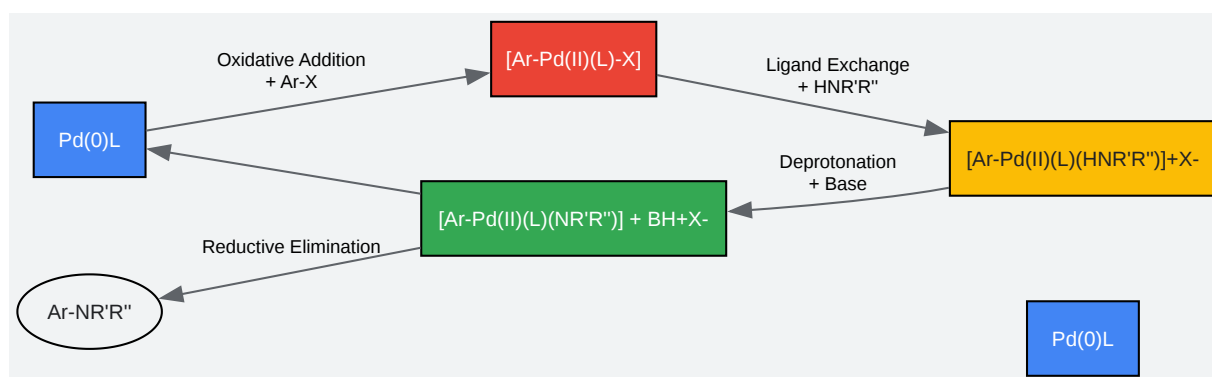 Oxidative Addition
+ Ar-X
[Ar-Pd(II)(L)-X]
Ligand Exchange
+ HNR'R''
Pd(0)L
[Ar-Pd(II)(L)(HNR'R'')]+X-
Deprotonation
+ Base
[Ar-Pd(II)(L)(NR'R'')] + BH+X-
Reductive Elimination
Ar-NR'R''
Pd(0)L